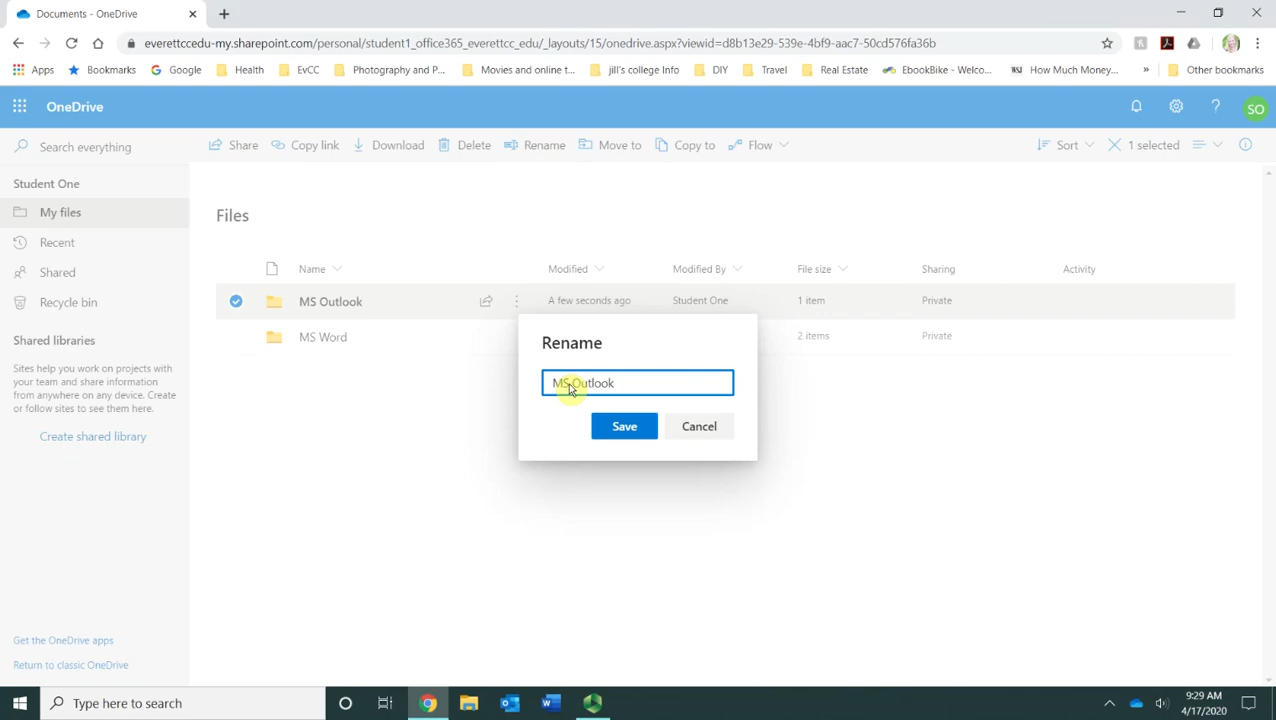 Documents - OneDrive
everettccedu-my.sharepoint.com/personal/student1_office365_everettcc_edu/_layouts/15/onedrive.aspx?viewid=d8b13e29-539e-4bf9-aac7-50cd576fa36b
Apps Bookmarks Google Health EvCC Photography and P... Movies and online t... jill's college Info DIY Travel Real Estate EbookBike - Welco... WSJ How Much Money... » Other bookmarks
OneDrive ? SO
Search everything Share Copy link Download Delete Rename Move to Copy to Flow Sort 1 selected
Student One
My files
Files
Recent
Name Modified Modified By File size Sharing Activity
Shared
MS Outlook A few seconds ago Student One 1 item Private
Recycle bin
MS Word 2 items Private
Shared libraries
Rename
Sites help you work on projects with
your team and share information
from anywhere on any device. Create
or follow sites to see them here.
MS Outlook
Save Cancel
Create shared library
Get the OneDrive apps
Return to classic OneDrive
Type here to search
9:29 AM
4/17/2020